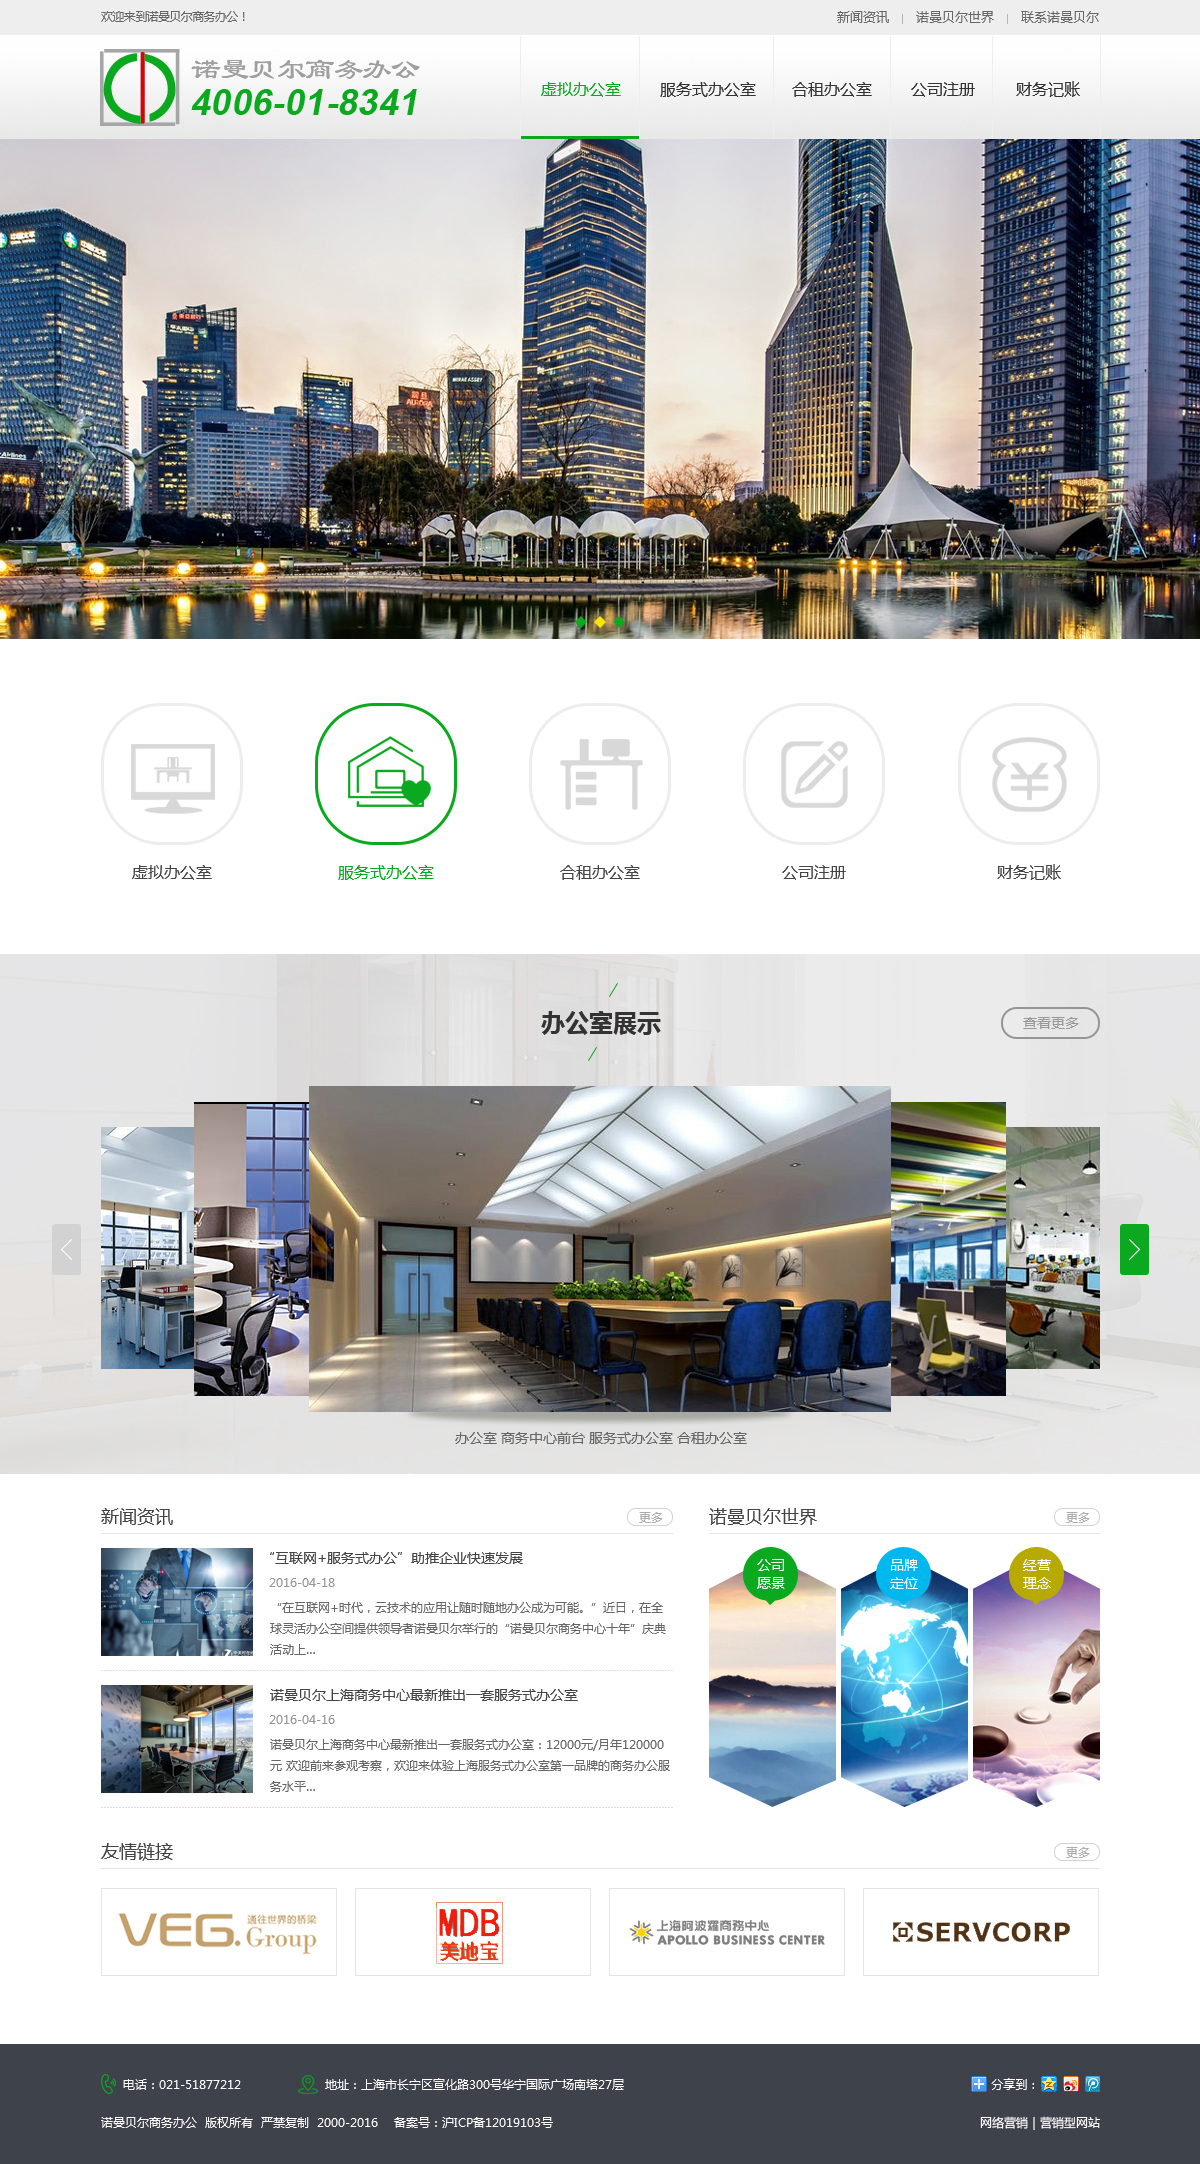 欢迎来到诺曼贝尔商务办公！
新闻资讯 | 诺曼贝尔世界 | 联系诺曼贝尔
诺曼贝尔商务办公
4006-01-8341
虚拟办公室 服务式办公室 合租办公室 公司注册 财务记账
citi
AURORA
MIRAE ASSET
Airlines
虚拟办公室 服务式办公室 合租办公室 公司注册 财务记账
办公室展示
查看更多
办公室 商务中心前台 服务式办公室 合租办公室
新闻资讯 更多
“互联网+服务式办公”助推企业快速发展
2016-04-18
“在互联网+时代，云技术的应用让随时随地办公成为可能。”近日，在全
球灵活办公空间提供领导者诺曼贝尔举行的“诺曼贝尔商务中心十年”庆典
活动上...
诺曼贝尔上海商务中心最新推出一套服务式办公室
2016-04-16
诺曼贝尔上海商务中心最新推出一套服务式办公室：12000元/月年120000
元 欢迎前来参观考察，欢迎来体验上海服务式办公室第一品牌的商务办公服
务水平...
诺曼贝尔世界 更多
公司
愿景
品牌
定位
经营
理念
友情链接 更多
VEG. 通往世界的桥梁
Group
MDB
美地宝
上海阿波罗商務中心
APOLLO BUSINESS CENTER
SERVCORP
电话：021-51877212 地址：上海市长宁区宣化路300号华宁国际广场南塔27层 分享到：
诺曼贝尔商务办公 版权所有 严禁复制 2000-2016 备案号：沪ICP备12019103号 网络营销 | 营销型网站